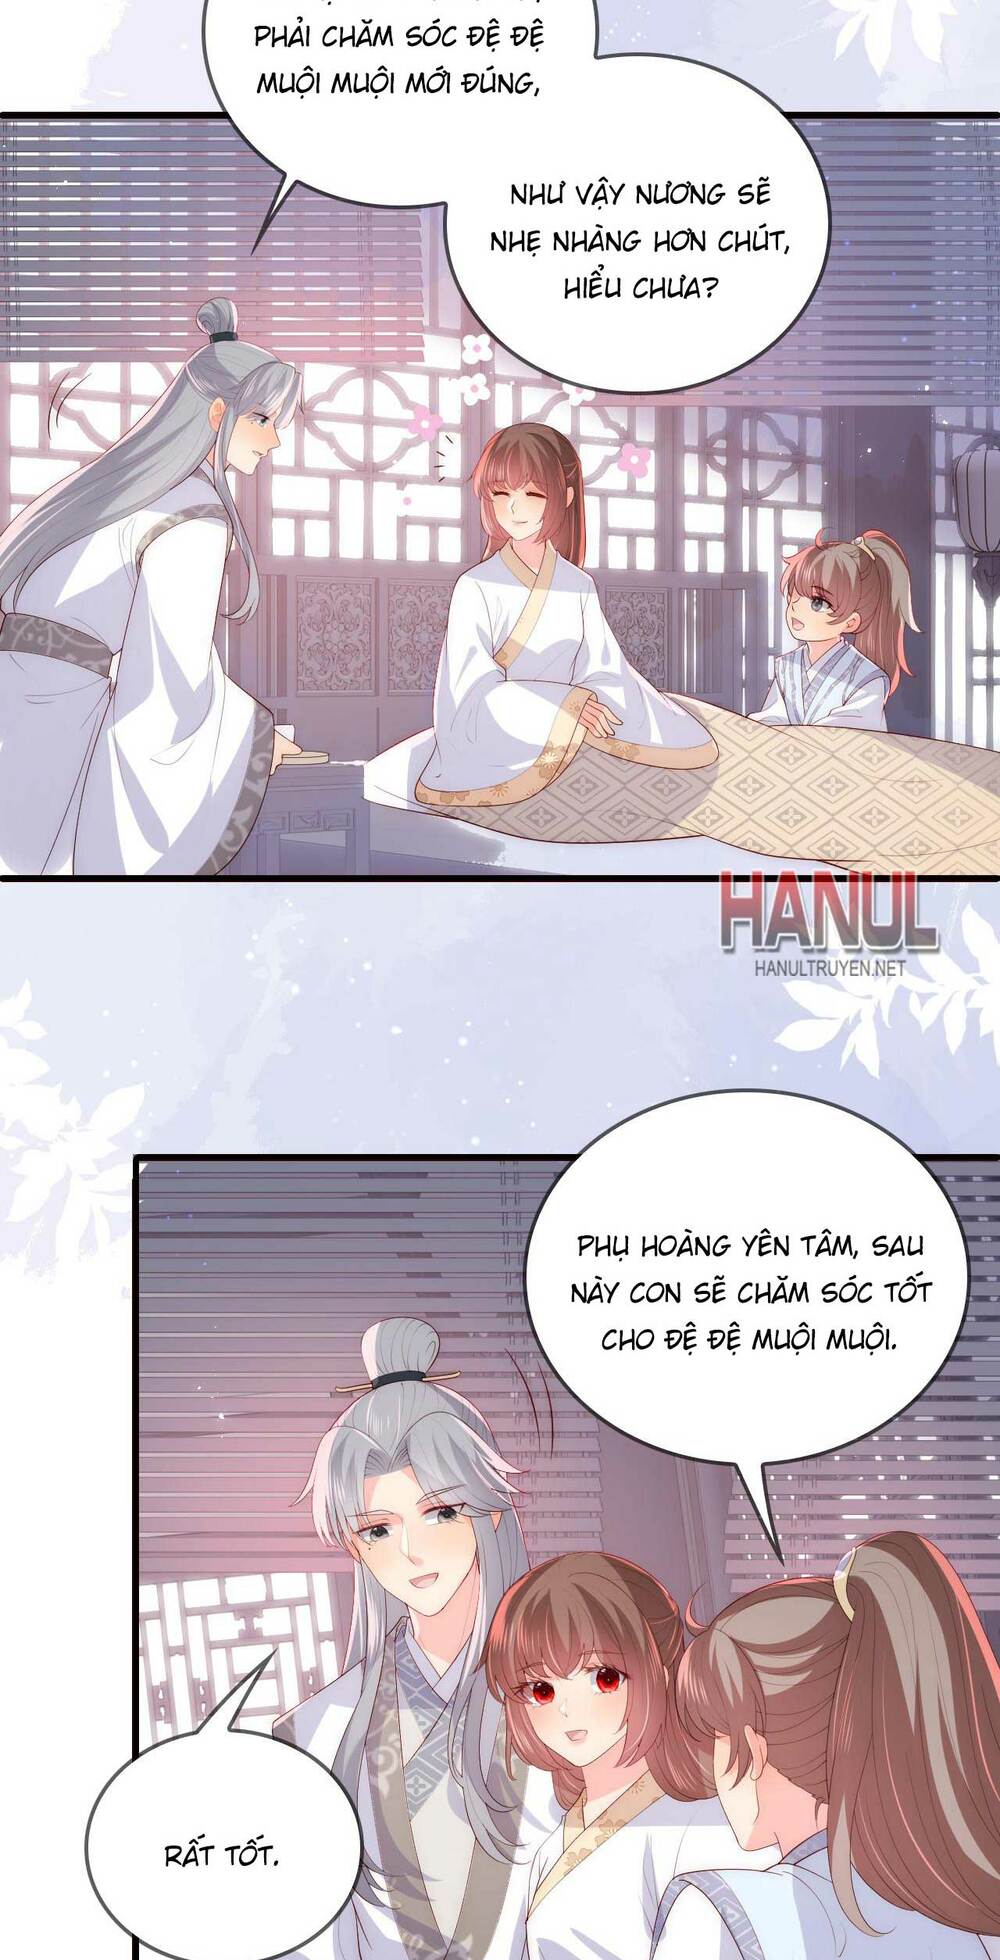 PHẢI CHĂM SÓC ĐỆ ĐỆ
MUỘI MUỘI MỚI ĐÚNG,
NHƯ VẬY NƯƠNG SẼ
NHẸ NHÀNG HƠN CHÚT,
HIỂU CHƯA?
HANUL
HANULTRUYEN.NET
PHỤ HOÀNG YÊN TÂM, SAU
NÀY CON SẼ CHĂM SÓC TỐT
CHO ĐỆ ĐỆ MUỘI MUỘI.
RẤT TỐT.